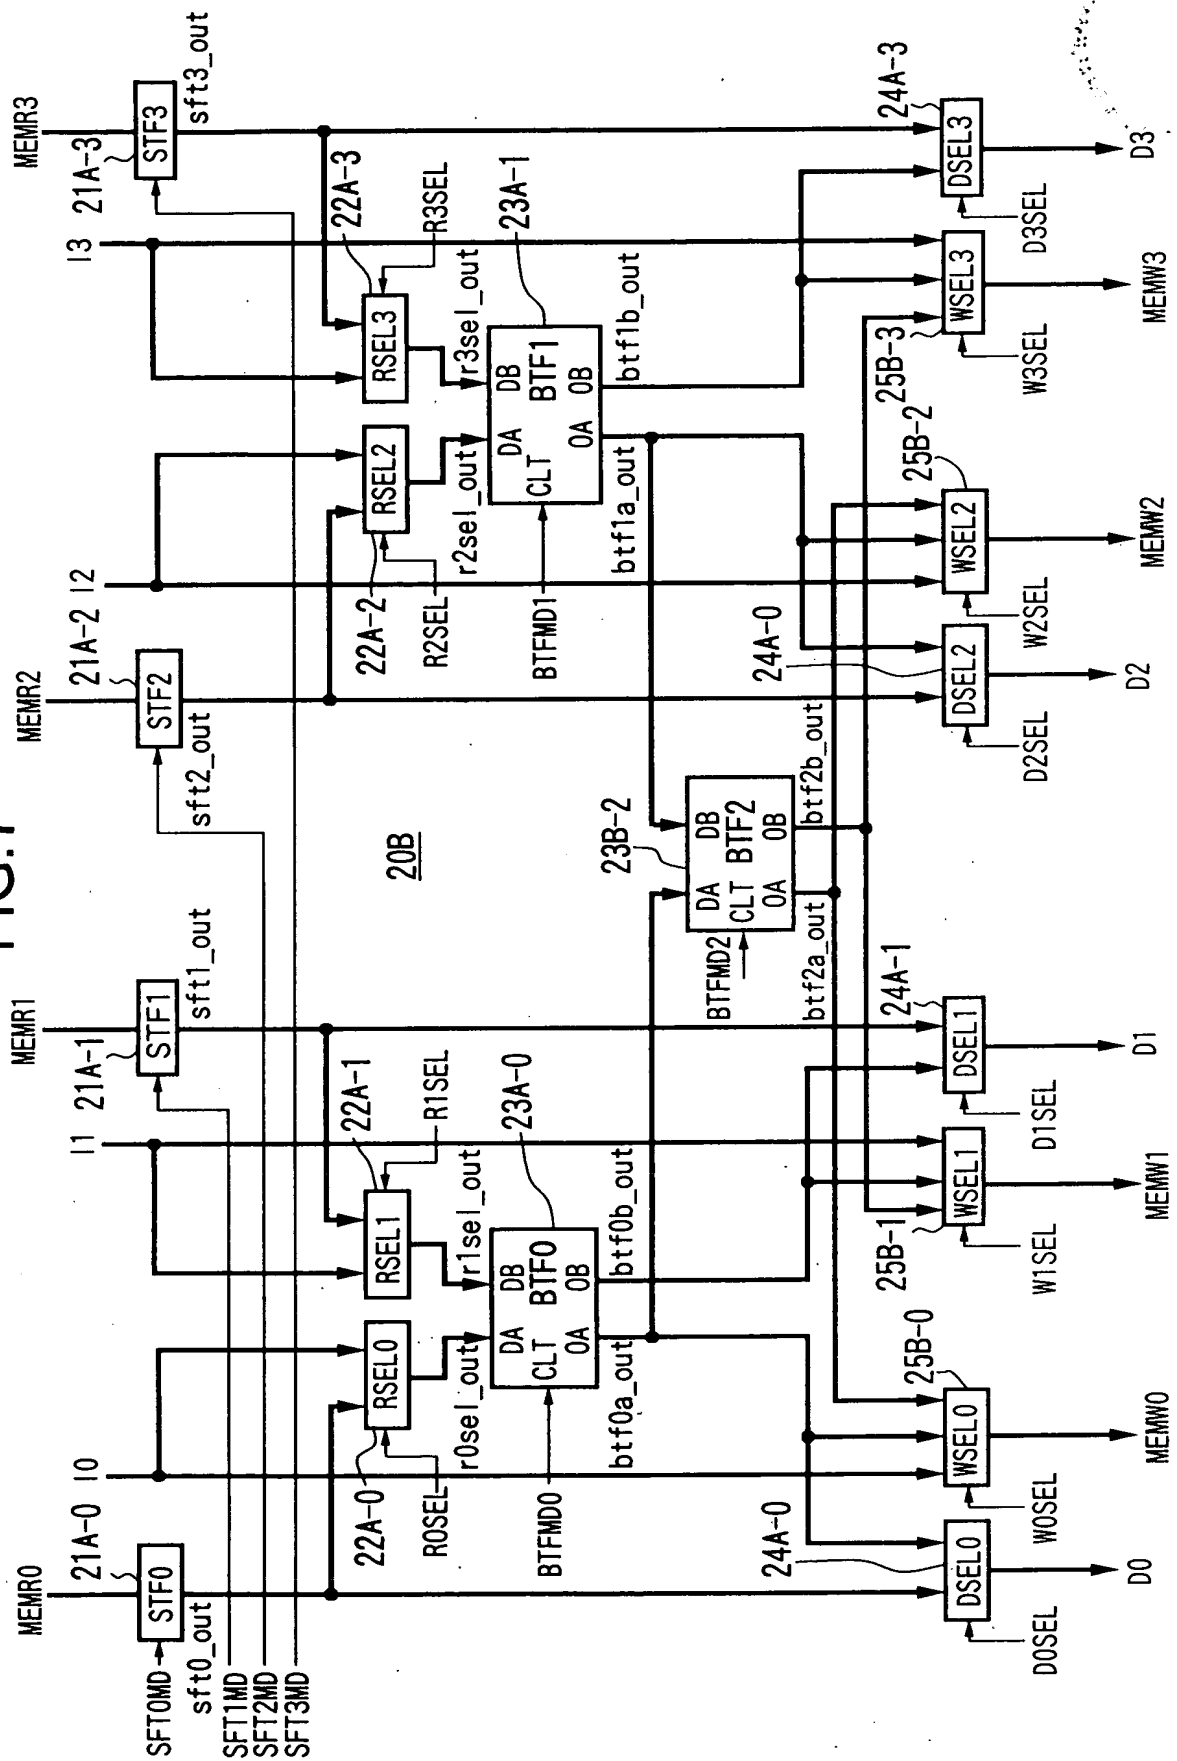 FIG.7
MEMR0
MEMR1
MEMR2
MEMR3
21A-0
I0
I1
21A-1
21A-2
I2
I3
21A-3
SFT0MD
STF0
STF1
STF2
STF3
sft0_out
sft1_out
sft2_out
sft3_out
SFT1MD
SFT2MD
SFT3MD
20B
22A-0
RSEL0
RSEL1
22A-1
22A-2
RSEL2
RSEL3
22A-3
R0SEL
R1SEL
R2SEL
R3SEL
r0sel_out
r1sel_out
r2sel_out
r3sel_out
23A-0
23A-1
BTFMD0
DA DB
CLT BTF0
OA OB
BTFMD1
DA DB
CLT BTF1
OA OB
btf0a_out
btf0b_out
btf1a_out
btf1b_out
23B-2
BTFMD2
DA DB
CLT BTF2
OA OB
btf2a_out
btf2b_out
24A-0
25B-0
25B-1
24A-1
24A-0
25B-2
25B-3
24A-3
DSEL0
WSEL0
WSEL1
DSEL1
DSEL2
WSEL2
WSEL3
DSEL3
D0SEL
W0SEL
W1SEL
D1SEL
D2SEL
W2SEL
W3SEL
D3SEL
D0
MEMW0
MEMW1
D1
D2
MEMW2
MEMW3
D3